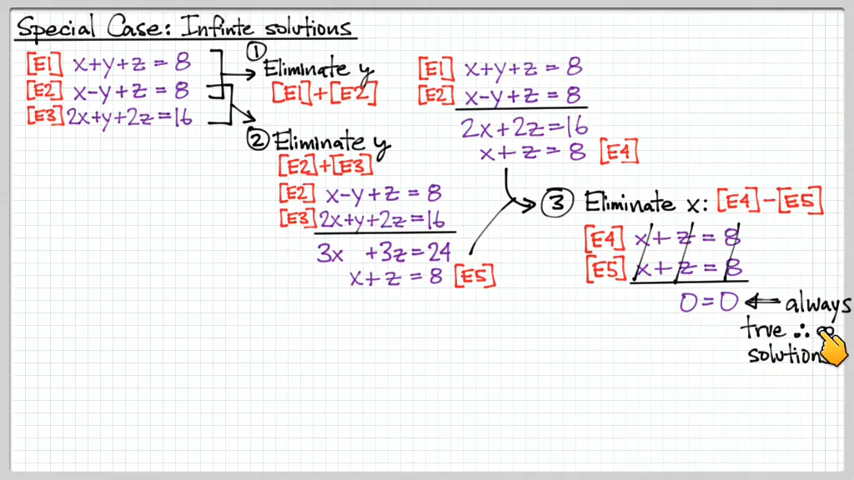 Special Case: Infinte solutions
[E1] x+y+z = 8
[E2] x-y+z = 8
[E3] 2x+y+2z = 16
① Eliminate y
[E1]+[E2]
[E1] x+y+z = 8
[E2] x-y+z = 8
2x+2z = 16
x+z = 8 [E4]
② Eliminate y
[E2]+[E3]
[E2] x-y+z = 8
[E3] 2x+y+2z = 16
3x +3z = 24
x+z = 8 [E5]
③ Eliminate x: [E4]-[E5]
[E4] x+z = 8
[E5] x+z = 8
0=0 ← always
true ∴ ∞
solution